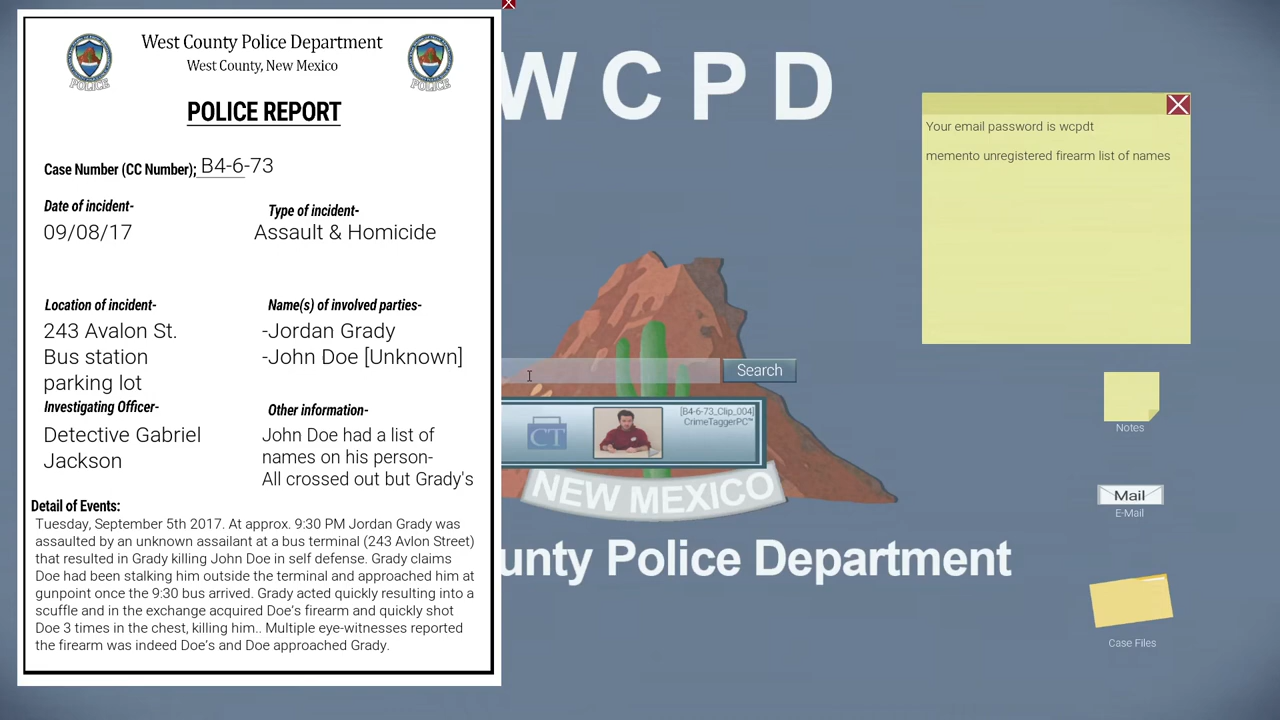 West County Police Department
West County, New Mexico
POLICE
POLICE
POLICE REPORT
Case Number (CC Number); B4-6-73
Date of incident-
09/08/17
Type of incident-
Assault & Homicide
Location of incident-
243 Avalon St.
Bus station
parking lot
Name(s) of involved parties-
-Jordan Grady
-John Doe [Unknown]
Investigating Officer-
Detective Gabriel
Jackson
Other information-
John Doe had a list of
names on his person-
All crossed out but Grady's
Detail of Events:
Tuesday, September 5th 2017. At approx. 9:30 PM Jordan Grady was
assaulted by an unknown assailant at a bus terminal (243 Avlon Street)
that resulted in Grady killing John Doe in self defense. Grady claims
Doe had been stalking him outside the terminal and approached him at
gunpoint once the 9:30 bus arrived. Grady acted quickly resulting into a
scuffle and in the exchange acquired Doe's firearm and quickly shot
Doe 3 times in the chest, killing him.. Multiple eye-witnesses reported
the firearm was indeed Doe's and Doe approached Grady.
WCPD
Search
CT
[B4-6-73_Clip_004]
CrimeTaggerPC™
NEW MEXICO
unty Police Department
Your email password is wcpdt
memento unregistered firearm list of names
Notes
Mail
E-Mail
Case Files